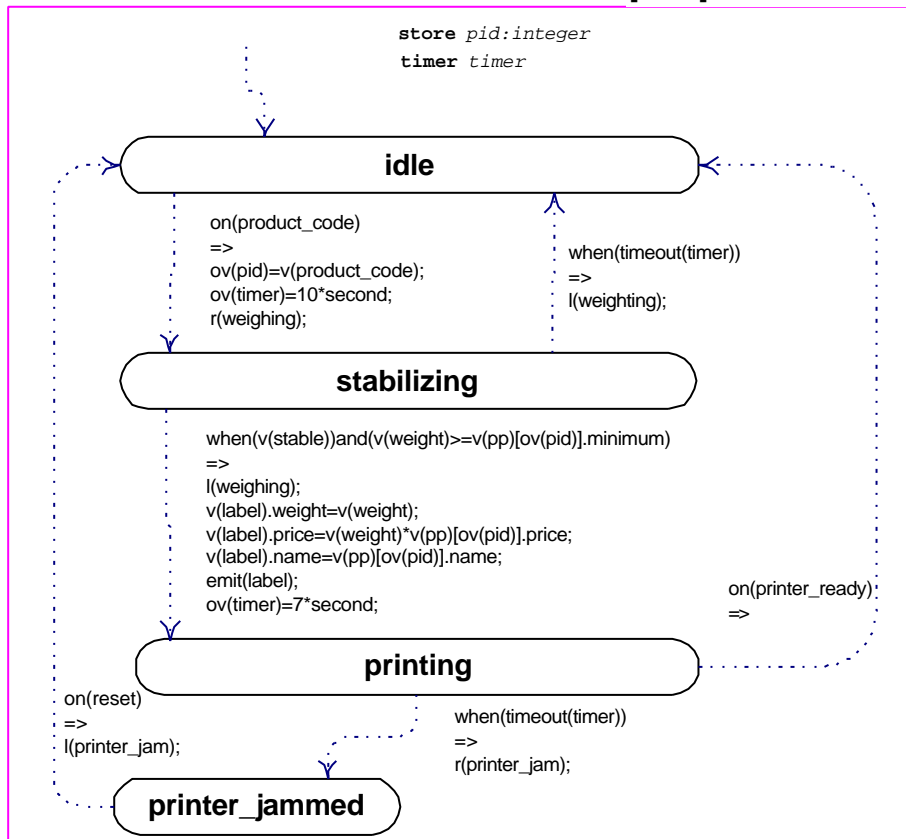 store pid:integer
timer timer
idle
on(product_code)
=>
ov(pid)=v(product_code);
ov(timer)=10*second;
r(weighing);
when(timeout(timer))
=>
l(weighting);
stabilizing
when(v(stable))and(v(weight)>=v(pp)[ov(pid)].minimum)
=>
l(weighing);
v(label).weight=v(weight);
v(label).price=v(weight)*v(pp)[ov(pid)].price;
v(label).name=v(pp)[ov(pid)].name;
emit(label);
ov(timer)=7*second;
on(printer_ready)
=>
printing
on(reset)
=>
l(printer_jam);
when(timeout(timer))
=>
r(printer_jam);
printer_jammed